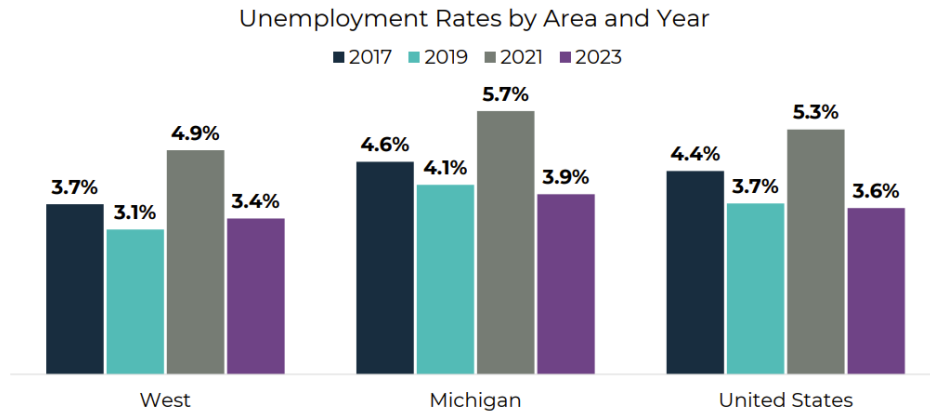 Unemployment Rates by Area and Year
2017 2019 2021 2023
3.7% 3.1% 4.9% 3.4%
4.6% 4.1% 5.7% 3.9%
4.4% 3.7% 5.3% 3.6%
West Michigan United States